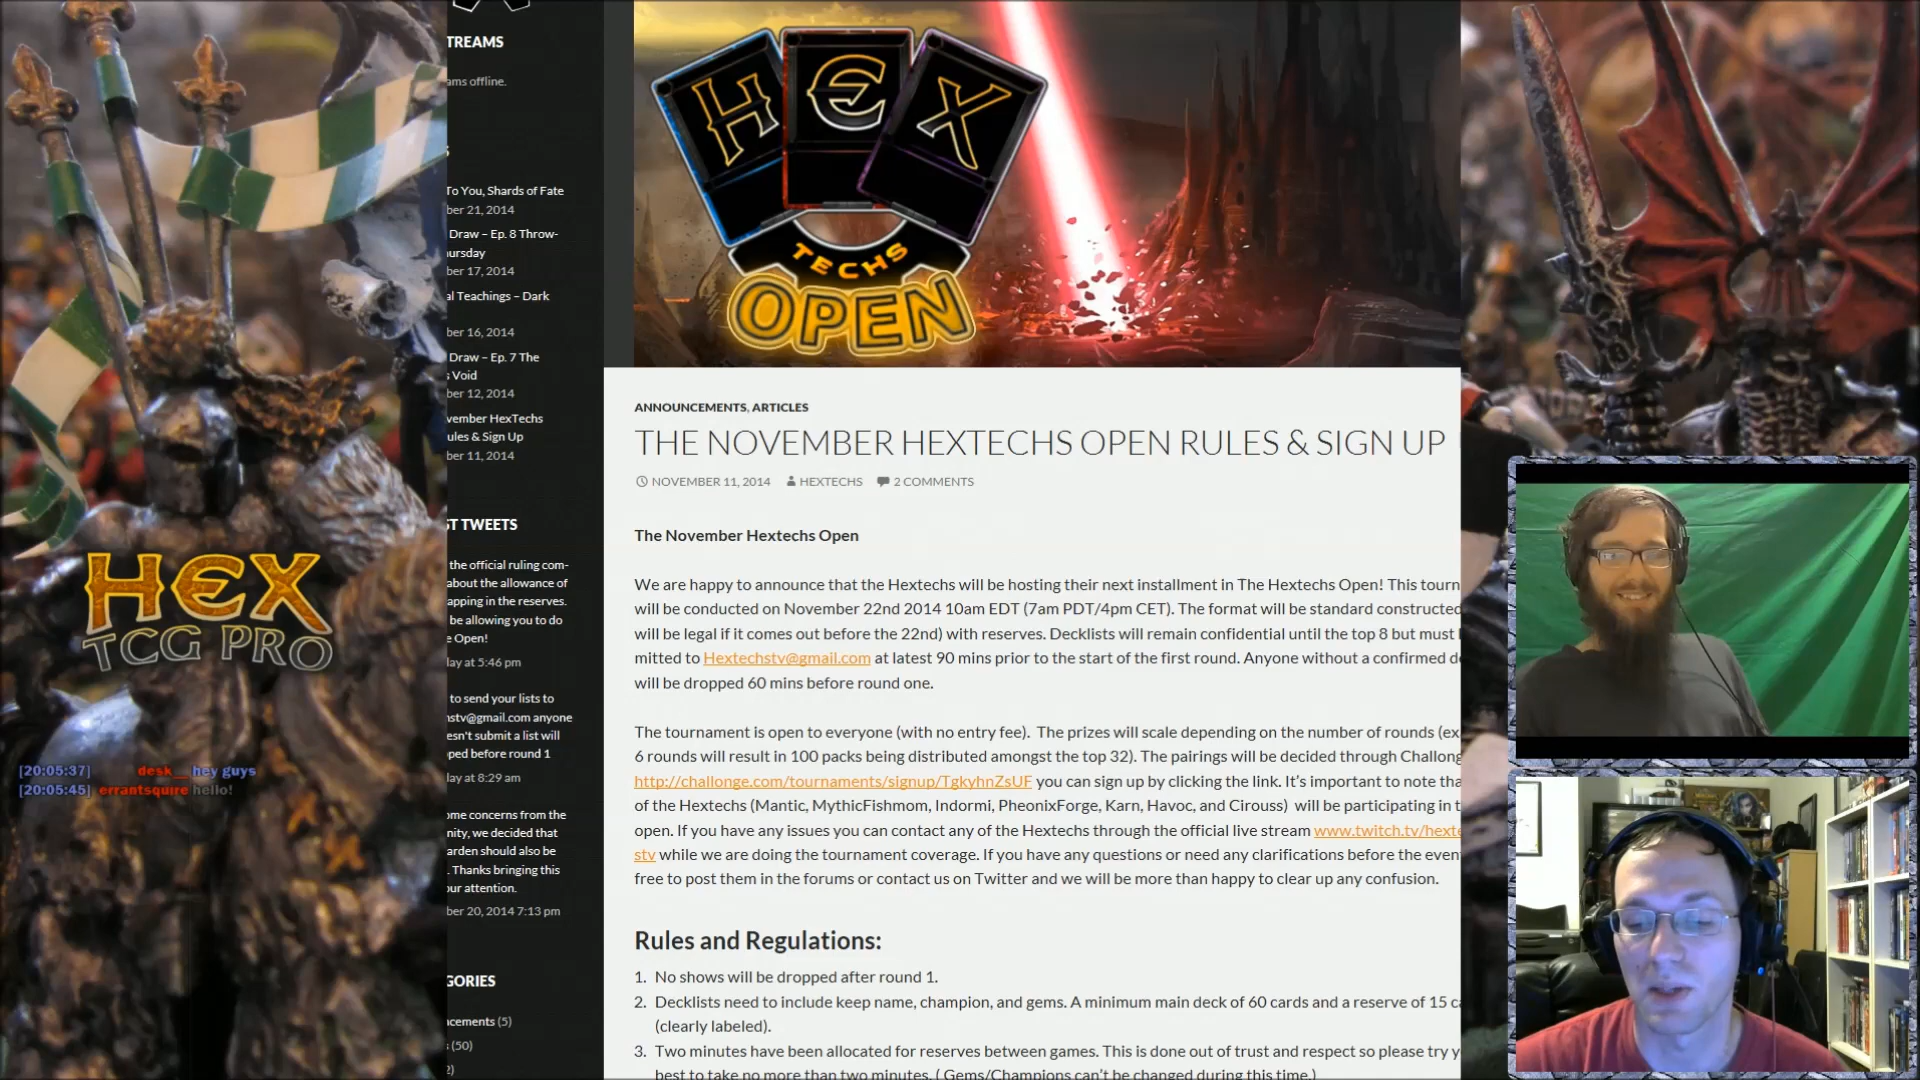 TREAMS
ams offline.
To You, Shards of Fate
ber 21, 2014
Draw – Ep. 8 Throw-
ursday
ber 17, 2014
al Teachings – Dark
ber 16, 2014
Draw – Ep. 7 The
Void
ber 12, 2014
vember HexTechs
ules & Sign Up
ber 11, 2014
T TWEETS
the official ruling com-
about the allowance of
apping in the reserves.
be allowing you to do
e Open!
lay at 5:46 pm
to send your lists to
stv@gmail.com anyone
esn't submit a list will
ped before round 1
lay at 8:29 am
ome concerns from the
nity, we decided that
arden should also be
. Thanks bringing this
our attention.
ber 20, 2014 7:13 pm
GORIES
ncements (5)
(50)
HEX
TCG PRO
[20:05:37] desk__ hey guys
[20:05:45] errantsquire hello!
HEX
TECHS
OPEN
ANNOUNCEMENTS, ARTICLES
THE NOVEMBER HEXTECHS OPEN RULES & SIGN UP
NOVEMBER 11, 2014 HEXTECHS 2 COMMENTS
The November Hextechs Open
We are happy to announce that the Hextechs will be hosting their next installment in The Hextechs Open! This tourn
will be conducted on November 22nd 2014 10am EDT (7am PDT/4pm CET). The format will be standard constructed
will be legal if it comes out before the 22nd) with reserves. Decklists will remain confidential until the top 8 but must
mitted to Hextechstv@gmail.com at latest 90 mins prior to the start of the first round. Anyone without a confirmed d
will be dropped 60 mins before round one.
The tournament is open to everyone (with no entry fee). The prizes will scale depending on the number of rounds (ex
6 rounds will result in 100 packs being distributed amongst the top 32). The pairings will be decided through Challong
http://challonge.com/tournaments/signup/TgkyhnZsUF you can sign up by clicking the link. It's important to note tha
of the Hextechs (Mantic, MythicFishmom, Indormi, PheonixForge, Karn, Havoc, and Cirouss) will be participating in t
open. If you have any issues you can contact any of the Hextechs through the official live stream www.twitch.tv/hexte
stv while we are doing the tournament coverage. If you have any questions or need any clarifications before the even
free to post them in the forums or contact us on Twitter and we will be more than happy to clear up any confusion.
Rules and Regulations:
1. No shows will be dropped after round 1.
2. Decklists need to include keep name, champion, and gems. A minimum main deck of 60 cards and a reserve of 15 ca
(clearly labeled).
3. Two minutes have been allocated for reserves between games. This is done out of trust and respect so please try y
best to take no more than two minutes. ( Gems/Champions can't be changed during this time.)